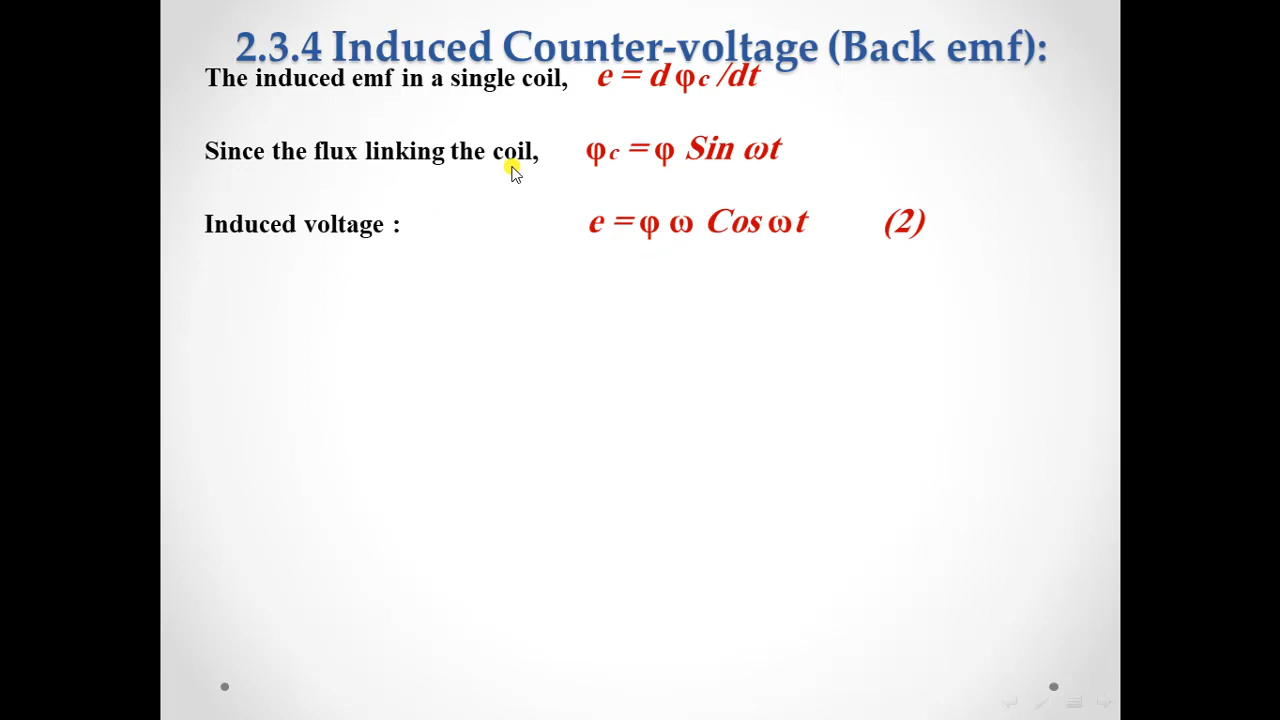 2.3.4 Induced Counter-voltage (Back emf):
The induced emf in a single coil, e = d φc /dt
Since the flux linking the coil, φc = φ Sin ωt
Induced voltage : e = φ ω Cos ωt (2)